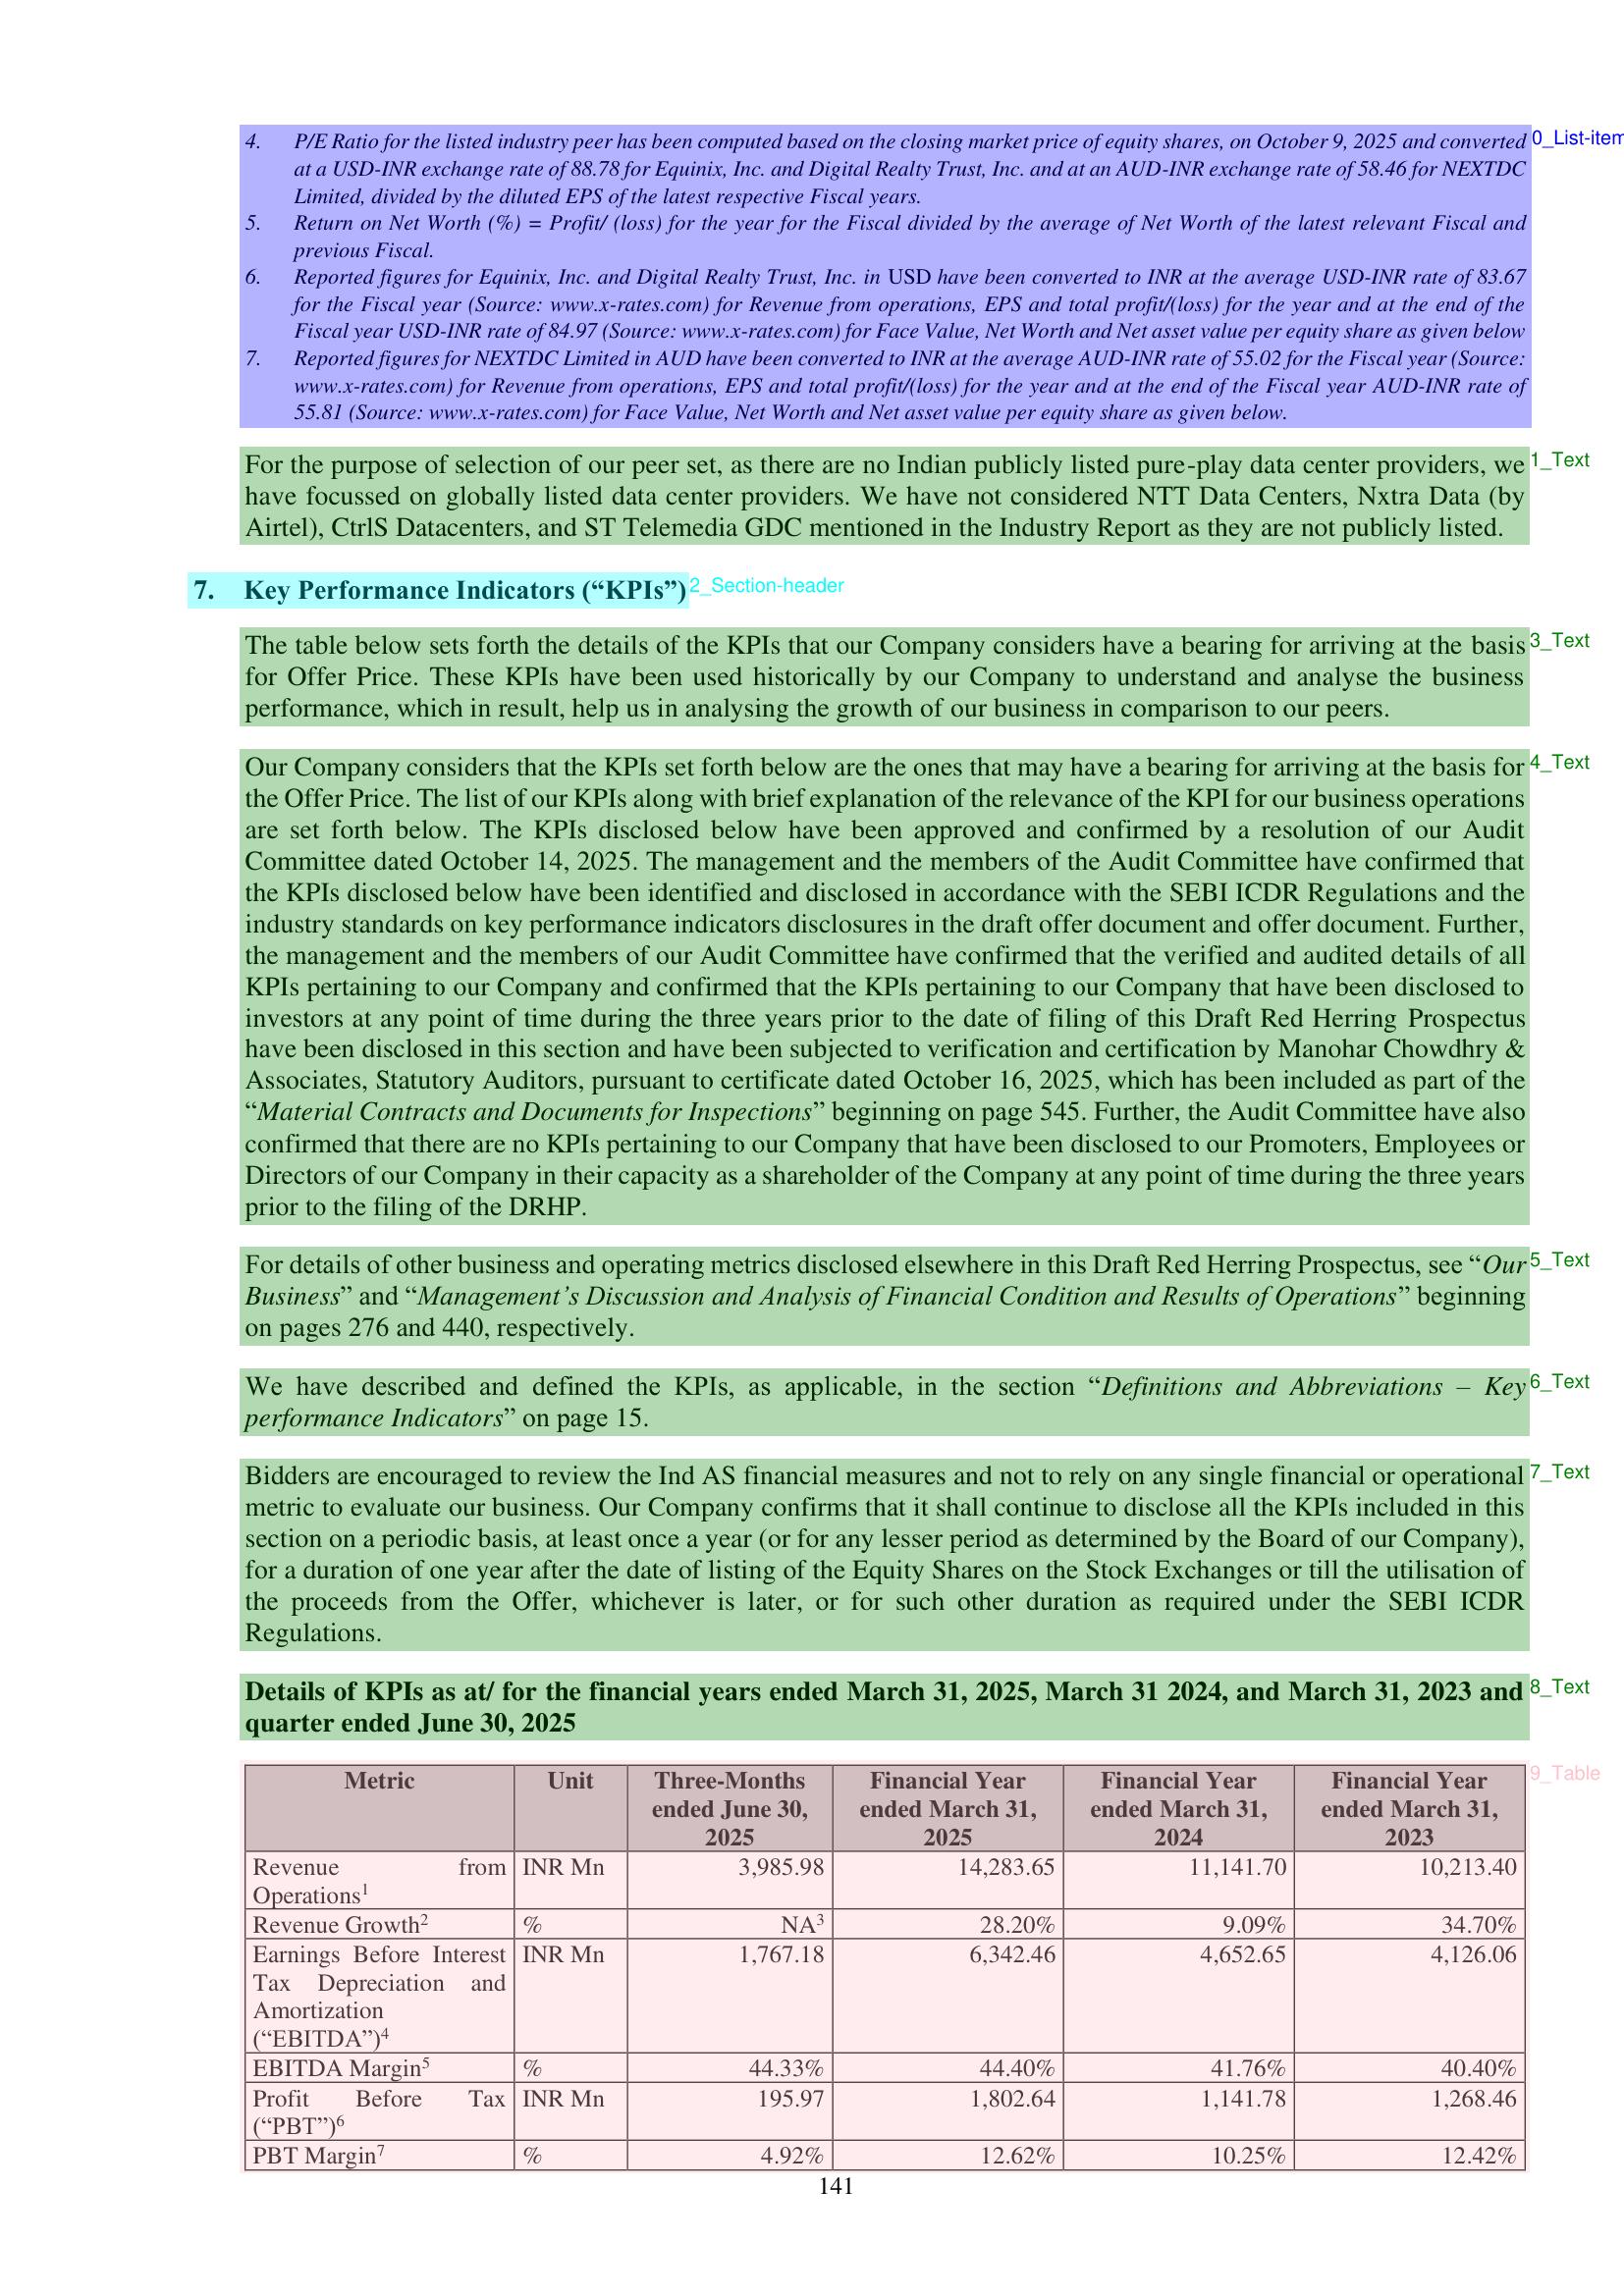 4. P/E Ratio for the listed industry peer has been computed based on the closing market price of equity shares, on October 9, 2025 and converted
at a USD-INR exchange rate of 88.78 for Equinix, Inc. and Digital Realty Trust, Inc. and at an AUD-INR exchange rate of 58.46 for NEXTDC
Limited, divided by the diluted EPS of the latest respective Fiscal years.
0_List-item
5. Return on Net Worth (%) = Profit/ (loss) for the year for the Fiscal divided by the average of Net Worth of the latest relevant Fiscal and
previous Fiscal.
6. Reported figures for Equinix, Inc. and Digital Realty Trust, Inc. in USD have been converted to INR at the average USD-INR rate of 83.67
for the Fiscal year (Source: www.x-rates.com) for Revenue from operations, EPS and total profit/(loss) for the year and at the end of the
Fiscal year USD-INR rate of 84.97 (Source: www.x-rates.com) for Face Value, Net Worth and Net asset value per equity share as given below
7. Reported figures for NEXTDC Limited in AUD have been converted to INR at the average AUD-INR rate of 55.02 for the Fiscal year (Source:
www.x-rates.com) for Revenue from operations, EPS and total profit/(loss) for the year and at the end of the Fiscal year AUD-INR rate of
55.81 (Source: www.x-rates.com) for Face Value, Net Worth and Net asset value per equity share as given below.
For the purpose of selection of our peer set, as there are no Indian publicly listed pure-play data center providers, we
have focussed on globally listed data center providers. We have not considered NTT Data Centers, Nxtra Data (by
Airtel), CtrlS Datacenters, and ST Telemedia GDC mentioned in the Industry Report as they are not publicly listed.
1_Text
7. Key Performance Indicators (“KPIs”)
2_Section-header
The table below sets forth the details of the KPIs that our Company considers have a bearing for arriving at the basis
for Offer Price. These KPIs have been used historically by our Company to understand and analyse the business
performance, which in result, help us in analysing the growth of our business in comparison to our peers.
3_Text
Our Company considers that the KPIs set forth below are the ones that may have a bearing for arriving at the basis for
the Offer Price. The list of our KPIs along with brief explanation of the relevance of the KPI for our business operations
are set forth below. The KPIs disclosed below have been approved and confirmed by a resolution of our Audit
Committee dated October 14, 2025. The management and the members of the Audit Committee have confirmed that
the KPIs disclosed below have been identified and disclosed in accordance with the SEBI ICDR Regulations and the
industry standards on key performance indicators disclosures in the draft offer document and offer document. Further,
the management and the members of our Audit Committee have confirmed that the verified and audited details of all
KPIs pertaining to our Company and confirmed that the KPIs pertaining to our Company that have been disclosed to
investors at any point of time during the three years prior to the date of filing of this Draft Red Herring Prospectus
have been disclosed in this section and have been subjected to verification and certification by Manohar Chowdhry &
Associates, Statutory Auditors, pursuant to certificate dated October 16, 2025, which has been included as part of the
“Material Contracts and Documents for Inspections” beginning on page 545. Further, the Audit Committee have also
confirmed that there are no KPIs pertaining to our Company that have been disclosed to our Promoters, Employees or
Directors of our Company in their capacity as a shareholder of the Company at any point of time during the three years
prior to the filing of the DRHP.
4_Text
For details of other business and operating metrics disclosed elsewhere in this Draft Red Herring Prospectus, see “Our
Business” and “Management’s Discussion and Analysis of Financial Condition and Results of Operations” beginning
on pages 276 and 440, respectively.
5_Text
We have described and defined the KPIs, as applicable, in the section “Definitions and Abbreviations – Key
performance Indicators” on page 15.
6_Text
Bidders are encouraged to review the Ind AS financial measures and not to rely on any single financial or operational
metric to evaluate our business. Our Company confirms that it shall continue to disclose all the KPIs included in this
section on a periodic basis, at least once a year (or for any lesser period as determined by the Board of our Company),
for a duration of one year after the date of listing of the Equity Shares on the Stock Exchanges or till the utilisation of
the proceeds from the Offer, whichever is later, or for such other duration as required under the SEBI ICDR
Regulations.
7_Text
Details of KPIs as at/ for the financial years ended March 31, 2025, March 31 2024, and March 31, 2023 and
quarter ended June 30, 2025
8_Text
9_Table
Metric Unit Three-Months Financial Year Financial Year Financial Year
ended June 30, ended March 31, ended March 31, ended March 31,
2025 2025 2024 2023
Revenue from INR Mn 3,985.98 14,283.65 11,141.70 10,213.40
Operations¹
Revenue Growth² % NA³ 28.20% 9.09% 34.70%
Earnings Before Interest INR Mn 1,767.18 6,342.46 4,652.65 4,126.06
Tax Depreciation and
Amortization
(“EBITDA”)⁴
EBITDA Margin⁵ % 44.33% 44.40% 41.76% 40.40%
Profit Before Tax INR Mn 195.97 1,802.64 1,141.78 1,268.46
(“PBT”)⁶
PBT Margin⁷ % 4.92% 12.62% 10.25% 12.42%
141